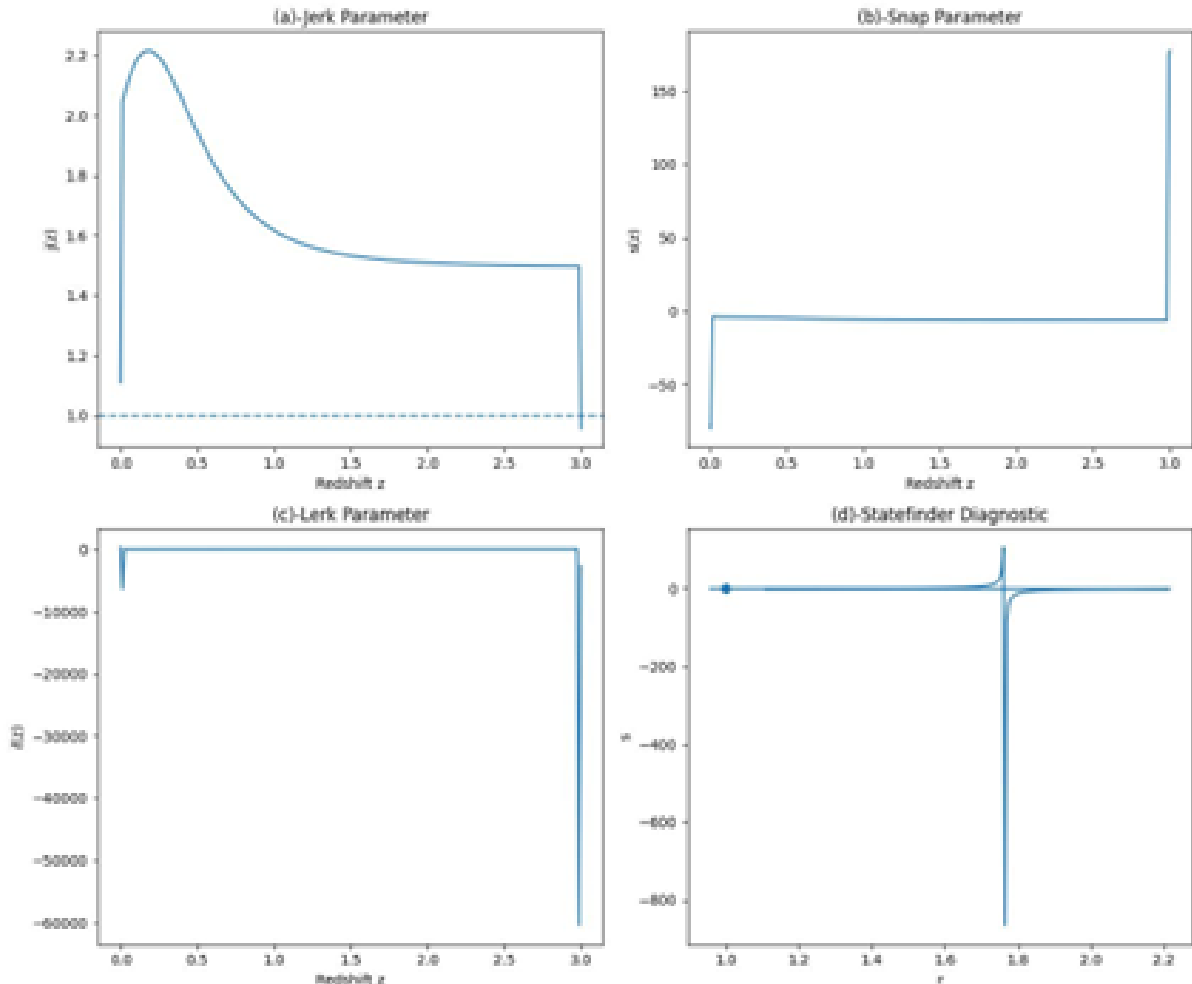 (a)-Jerk Parameter
2.2
2.0
1.8
1.6
1.4
1.2
1.0
j(z)
0.0 0.5 1.0 1.5 2.0 2.5 3.0
Redshift z
(b)-Snap Parameter
150
100
50
0
−50
s(z)
0.0 0.5 1.0 1.5 2.0 2.5 3.0
Redshift z
(c)-Lerk Parameter
0
−10000
−20000
−30000
−40000
−50000
−60000
0.0 0.5 1.0 1.5 2.0 2.5 3.0
Redshift z
(d)-Statefinder Diagnostic
0
−200
−400
−600
−800
s
1.0 1.2 1.4 1.6 1.8 2.0 2.2
r